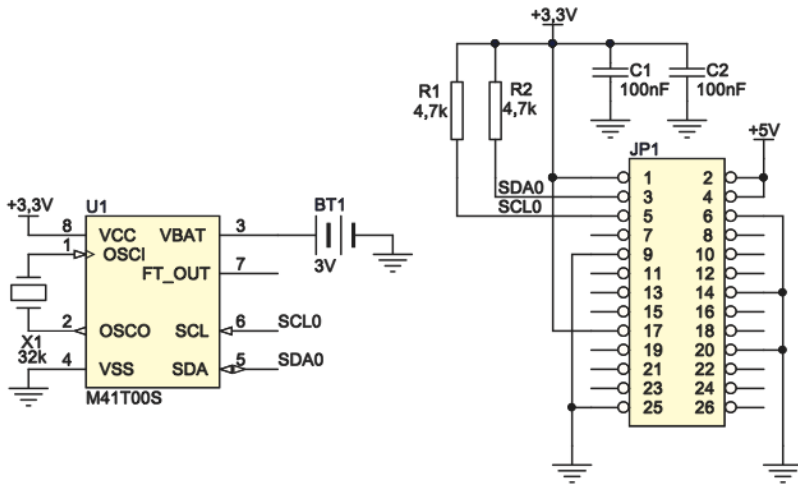 +3,3V
R1
4,7k
R2
4,7k
C1
100nF
C2
100nF
+5V
JP1
SDA0
SCL0
1 2
3 4
5 6
7 8
9 10
11 12
13 14
15 16
17 18
19 20
21 22
23 24
25 26
U1
+3,3V
8 VCC VBAT 3
1 OSCI
FT_OUT 7
2 OSCO SCL 6 SCL0
4 VSS SDA 5 SDA0
M41T00S
X1
32k
BT1
3V